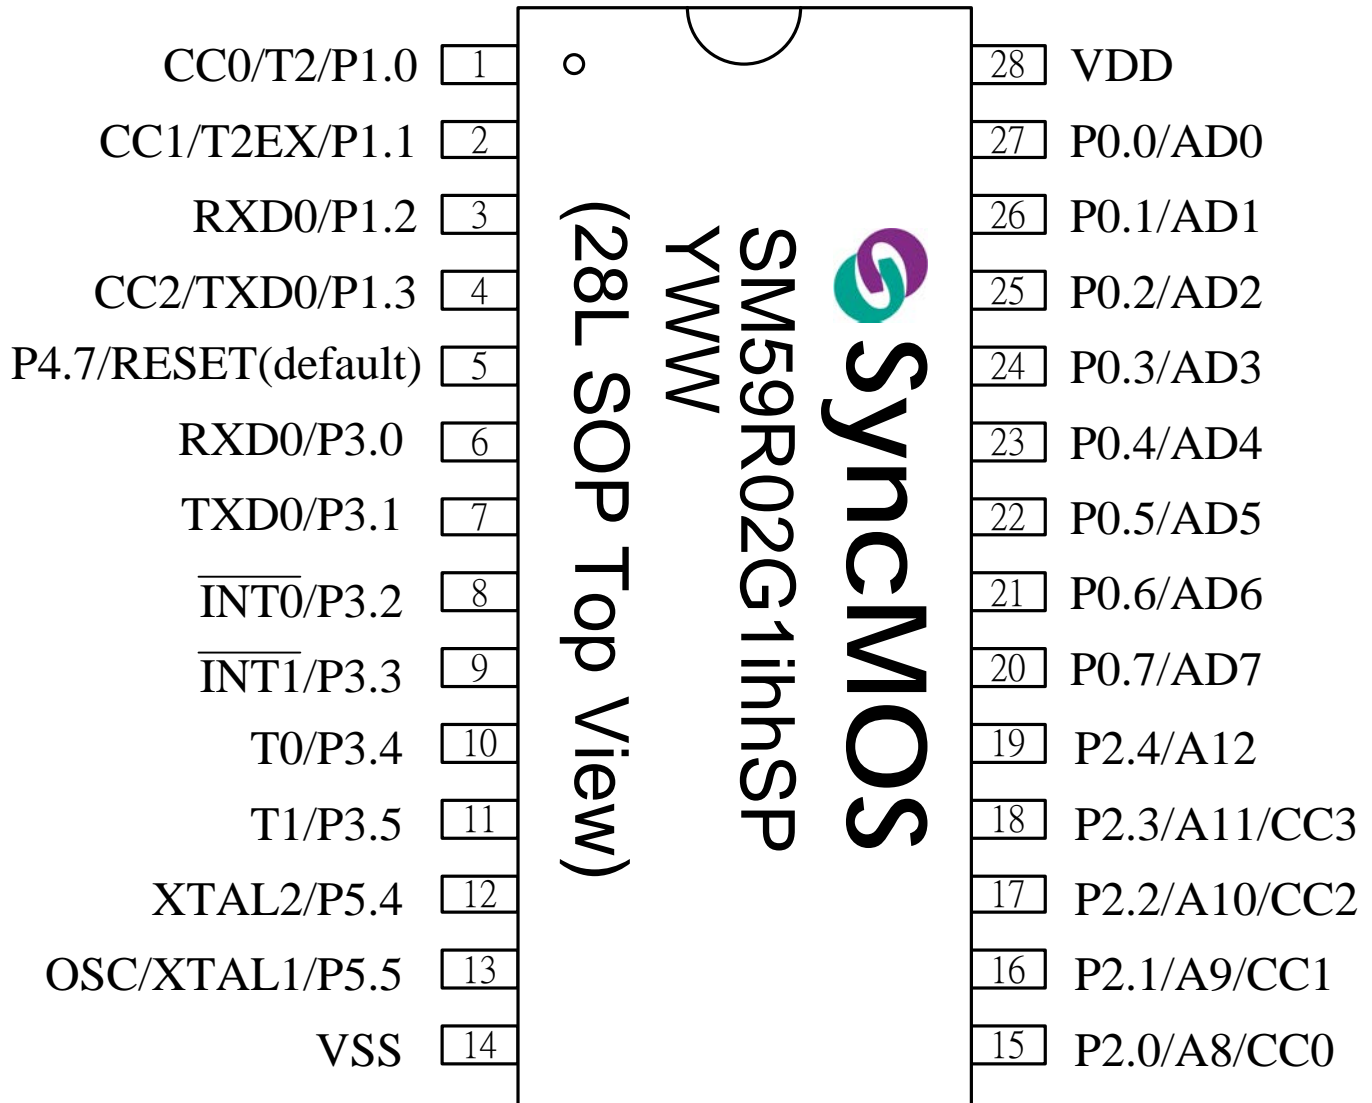 CC0/T2/P1.0 1
CC1/T2EX/P1.1 2
RXD0/P1.2 3
CC2/TXD0/P1.3 4
P4.7/RESET(default) 5
RXD0/P3.0 6
TXD0/P3.1 7
INT0/P3.2 8
INT1/P3.3 9
T0/P3.4 10
T1/P3.5 11
XTAL2/P5.4 12
OSC/XTAL1/P5.5 13
VSS 14
SyncMOS
SM59R02G1ihhSP
YWW
(28L SOP Top View)
28 VDD
27 P0.0/AD0
26 P0.1/AD1
25 P0.2/AD2
24 P0.3/AD3
23 P0.4/AD4
22 P0.5/AD5
21 P0.6/AD6
20 P0.7/AD7
19 P2.4/A12
18 P2.3/A11/CC3
17 P2.2/A10/CC2
16 P2.1/A9/CC1
15 P2.0/A8/CC0